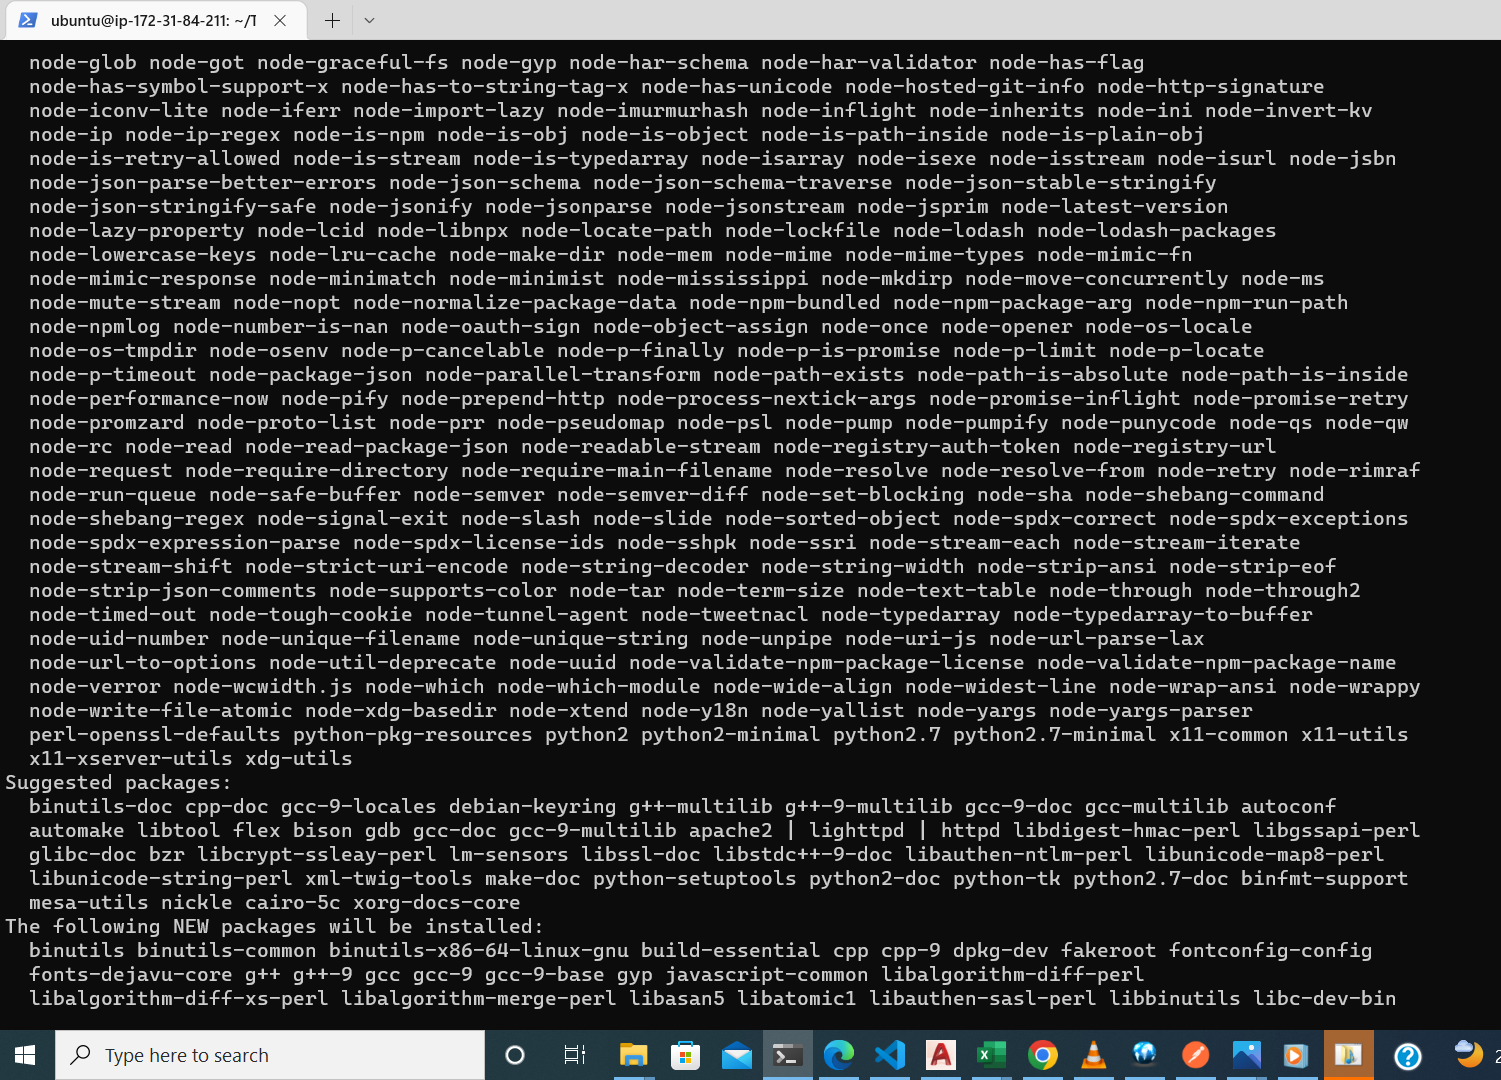 ubuntu@ip-172-31-84-211: ~/T
node-glob node-got node-graceful-fs node-gyp node-har-schema node-har-validator node-has-flag
node-has-symbol-support-x node-has-to-string-tag-x node-has-unicode node-hosted-git-info node-http-signature
node-iconv-lite node-iferr node-import-lazy node-imurmurhash node-inflight node-inherits node-ini node-invert-kv
node-ip node-ip-regex node-is-npm node-is-obj node-is-object node-is-path-inside node-is-plain-obj
node-is-retry-allowed node-is-stream node-is-typedarray node-isarray node-isexe node-isstream node-isurl node-jsbn
node-json-parse-better-errors node-json-schema node-json-schema-traverse node-json-stable-stringify
node-json-stringify-safe node-jsonify node-jsonparse node-jsonstream node-jsprim node-latest-version
node-lazy-property node-lcid node-libnpx node-locate-path node-lockfile node-lodash node-lodash-packages
node-lowercase-keys node-lru-cache node-make-dir node-mem node-mime node-mime-types node-mimic-fn
node-mimic-response node-minimatch node-minimist node-mississippi node-mkdirp node-move-concurrently node-ms
node-mute-stream node-nopt node-normalize-package-data node-npm-bundled node-npm-package-arg node-npm-run-path
node-npmlog node-number-is-nan node-oauth-sign node-object-assign node-once node-opener node-os-locale
node-os-tmpdir node-osenv node-p-cancelable node-p-finally node-p-is-promise node-p-limit node-p-locate
node-p-timeout node-package-json node-parallel-transform node-path-exists node-path-is-absolute node-path-is-inside
node-performance-now node-pify node-prepend-http node-process-nextick-args node-promise-inflight node-promise-retry
node-promzard node-proto-list node-prr node-pseudomap node-psl node-pump node-pumpify node-punycode node-qs node-qw
node-rc node-read node-read-package-json node-readable-stream node-registry-auth-token node-registry-url
node-request node-require-directory node-require-main-filename node-resolve node-resolve-from node-retry node-rimraf
node-run-queue node-safe-buffer node-semver node-semver-diff node-set-blocking node-sha node-shebang-command
node-shebang-regex node-signal-exit node-slash node-slide node-sorted-object node-spdx-correct node-spdx-exceptions
node-spdx-expression-parse node-spdx-license-ids node-sshpk node-ssri node-stream-each node-stream-iterate
node-stream-shift node-strict-uri-encode node-string-decoder node-string-width node-strip-ansi node-strip-eof
node-strip-json-comments node-supports-color node-tar node-term-size node-text-table node-through node-through2
node-timed-out node-tough-cookie node-tunnel-agent node-tweetnacl node-typedarray node-typedarray-to-buffer
node-uid-number node-unique-filename node-unique-string node-unpipe node-uri-js node-url-parse-lax
node-url-to-options node-util-deprecate node-uuid node-validate-npm-package-license node-validate-npm-package-name
node-verror node-wcwidth.js node-which node-which-module node-wide-align node-widest-line node-wrap-ansi node-wrappy
node-write-file-atomic node-xdg-basedir node-xtend node-y18n node-yallist node-yargs node-yargs-parser
perl-openssl-defaults python-pkg-resources python2 python2-minimal python2.7 python2.7-minimal x11-common x11-utils
x11-xserver-utils xdg-utils
Suggested packages:
binutils-doc cpp-doc gcc-9-locales debian-keyring g++-multilib g++-9-multilib gcc-9-doc gcc-multilib autoconf
automake libtool flex bison gdb gcc-doc gcc-9-multilib apache2 | lighttpd | httpd libdigest-hmac-perl libgssapi-perl
glibc-doc bzr libcrypt-ssleay-perl lm-sensors libssl-doc libstdc++-9-doc libauthen-ntlm-perl libunicode-map8-perl
libunicode-string-perl xml-twig-tools make-doc python-setuptools python2-doc python-tk python2.7-doc binfmt-support
mesa-utils nickle cairo-5c xorg-docs-core
The following NEW packages will be installed:
binutils binutils-common binutils-x86-64-linux-gnu build-essential cpp cpp-9 dpkg-dev fakeroot fontconfig-config
fonts-dejavu-core g++ g++-9 gcc gcc-9 gcc-9-base gyp javascript-common libalgorithm-diff-perl
libalgorithm-diff-xs-perl libalgorithm-merge-perl libasan5 libatomic1 libauthen-sasl-perl libbinutils libc-dev-bin
Type here to search